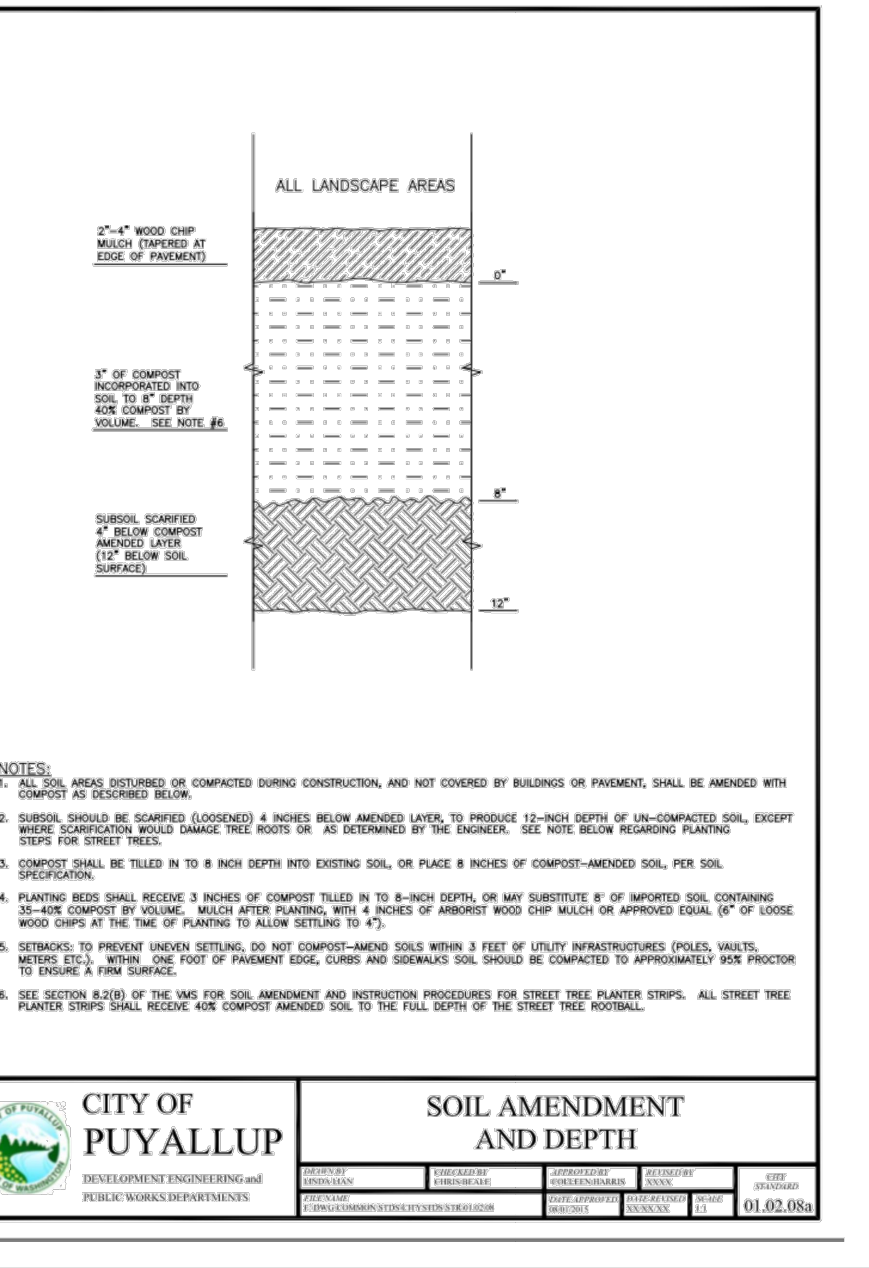 ALL LANDSCAPE AREAS
2"-4" WOOD CHIP
MULCH (TAPERED AT
EDGE OF PAVEMENT)
0"
3" OF COMPOST
INCORPORATED INTO
SOIL TO 8" DEPTH
40% COMPOST BY
VOLUME. SEE NOTE #6
8"
SUBSOIL SCARIFIED
4" BELOW COMPOST
AMENDED LAYER
(12" BELOW SOIL
SURFACE)
12"
NOTES:
1. ALL SOIL AREAS DISTURBED OR COMPACTED DURING CONSTRUCTION, AND NOT COVERED BY BUILDINGS OR PAVEMENT, SHALL BE AMENDED WITH
COMPOST AS DESCRIBED BELOW.
2. SUBSOIL SHOULD BE SCARIFIED (LOOSENED) 4 INCHES BELOW AMENDED LAYER, TO PRODUCE 12-INCH DEPTH OF UN-COMPACTED SOIL, EXCEPT
WHERE SCARIFICATION WOULD DAMAGE TREE ROOTS OR AS DETERMINED BY THE ENGINEER. SEE NOTE BELOW REGARDING PLANTING
STEPS FOR STREET TREES.
3. COMPOST SHALL BE TILLED IN TO 8 INCH DEPTH INTO EXISTING SOIL, OR PLACE 8 INCHES OF COMPOST-AMENDED SOIL, PER SOIL
SPECIFICATION.
4. PLANTING BEDS SHALL RECEIVE 3 INCHES OF COMPOST TILLED IN TO 8-INCH DEPTH, OR MAY SUBSTITUTE 8" OF IMPORTED SOIL CONTAINING
35-40% COMPOST BY VOLUME. MULCH AFTER PLANTING, WITH 4 INCHES OF ARBORIST WOOD CHIP MULCH OR APPROVED EQUAL (6" OF LOOSE
WOOD CHIPS AT THE TIME OF PLANTING TO ALLOW SETTLING TO 4").
5. SETBACKS: TO PREVENT UNEVEN SETTLING, DO NOT COMPOST-AMEND SOILS WITHIN 3 FEET OF UTILITY INFRASTRUCTURES (POLES, VAULTS,
METERS ETC.). WITHIN ONE FOOT OF PAVEMENT EDGE, CURBS AND SIDEWALKS SOIL SHOULD BE COMPACTED TO APPROXIMATELY 95% PROCTOR
TO ENSURE A FIRM SURFACE.
6. SEE SECTION 8.2(B) OF THE VMS FOR SOIL AMENDMENT AND INSTRUCTION PROCEDURES FOR STREET TREE PLANTER STRIPS. ALL STREET TREE
PLANTER STRIPS SHALL RECEIVE 40% COMPOST AMENDED SOIL TO THE FULL DEPTH OF THE STREET TREE ROOTBALL.
OF PUYALLUP
OF WASHINGTON
CITY OF
PUYALLUP
DEVELOPMENT ENGINEERING and
PUBLIC WORKS DEPARTMENTS
SOIL AMENDMENT
AND DEPTH
DRAWN BY
LINDA LIAN
CHECKED BY
CHRIS BEALE
APPROVED BY
COLLEEN HARRIS
REVISED BY
XXXX
FILE NAME
DATE APPROVED
08/01/2015
DATE REVISED
XX/XX/XX
SCALE
1:1
CITY
STANDARD
01.02.08a